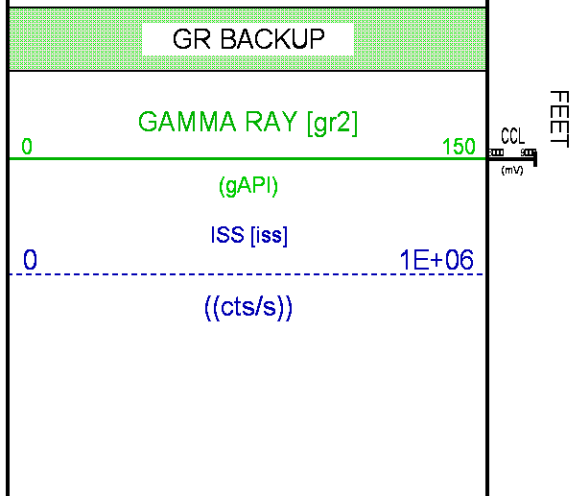 GR BACKUP
GAMMA RAY [gr2]
0 150
(gAPI)
ISS [iss]
0 1E+06
((cts/s))
CCL
(mV)
FEET